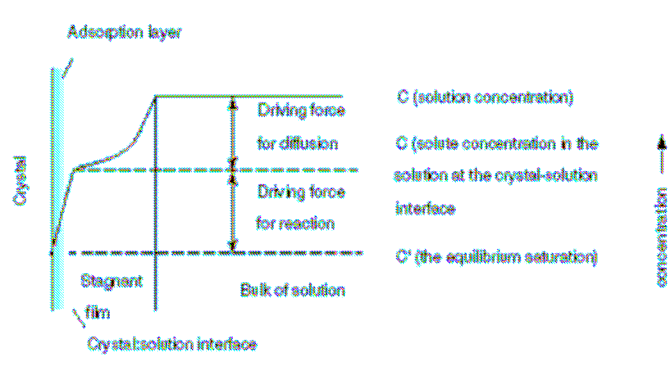 Adsorption layer
C (solution concentration)
Driving force
for diffusion
C (solute concentration in the
solution at the crystal-solution
interface
Driving force
for reaction
Crystal
concentration
C' (the equilibrium saturation)
Stagnant
film
Bulk of solution
Crystal:solution interface